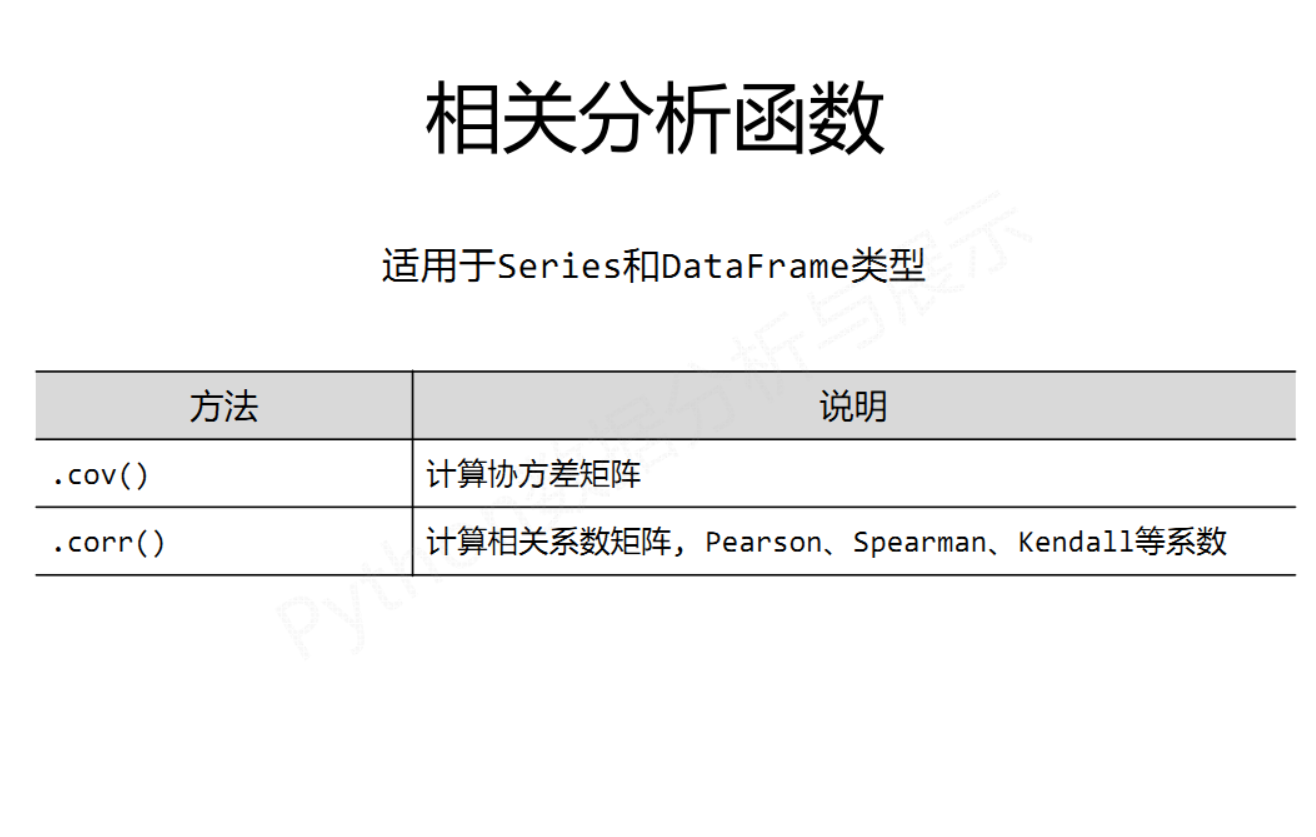 相关分析函数
适用于Series和DataFrame类型
方法 说明
.cov() 计算协方差矩阵
.corr() 计算相关系数矩阵, Pearson、Spearman、Kendall等系数
Python数据分析与展示